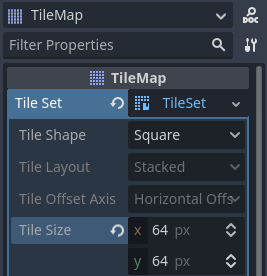 TileMap
DOC
Filter Properties
TileMap
Tile Set TileSet
Tile Shape Square
Tile Layout Stacked
Tile Offset Axis Horizontal Offs
Tile Size x 64 px
y 64 px